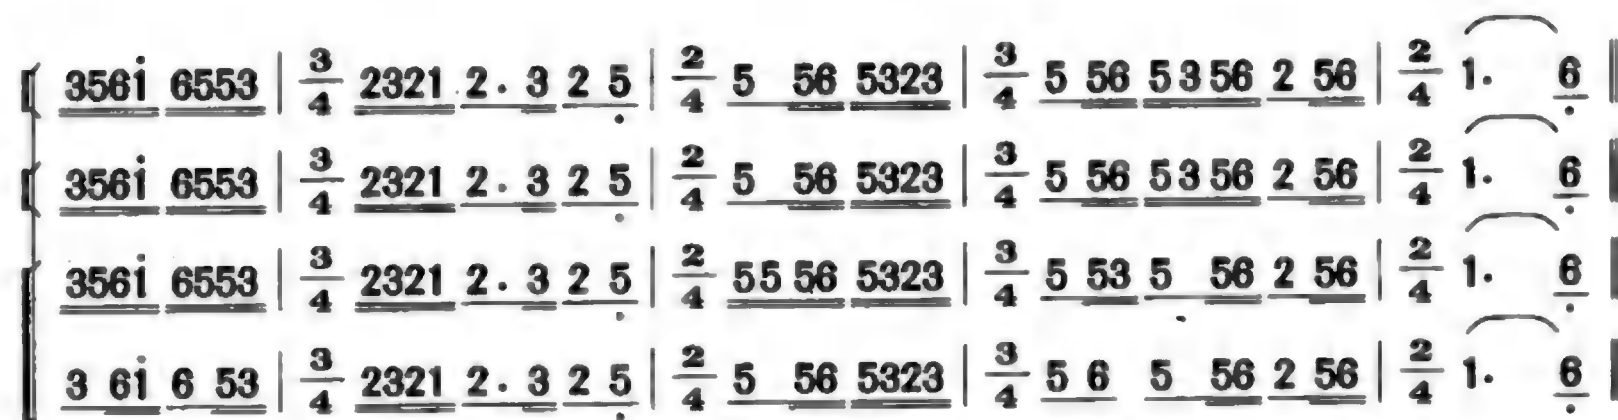 3561̇ 6553 | 3/4 2321 2. 3 2 5̣ | 2/4 5 56 5323 | 3/4 5 56 5356 2 56 | 2/4 1. 6̣ ‖
3561̇ 6553 | 3/4 2321 2. 3 2 5̣ | 2/4 5 56 5323 | 3/4 5 56 5356 2 56 | 2/4 1. 6̣ ‖
3561̇ 6553 | 3/4 2321 2. 3 2 5̣ | 2/4 55 56 5323 | 3/4 5 53 5 56 2 56 | 2/4 1. 6̣ ‖
3 61̇ 6 53 | 3/4 2321 2. 3 2 5̣ | 2/4 5 56 5323 | 3/4 5 6 5 56 2 56 | 2/4 1. 6̣ ‖